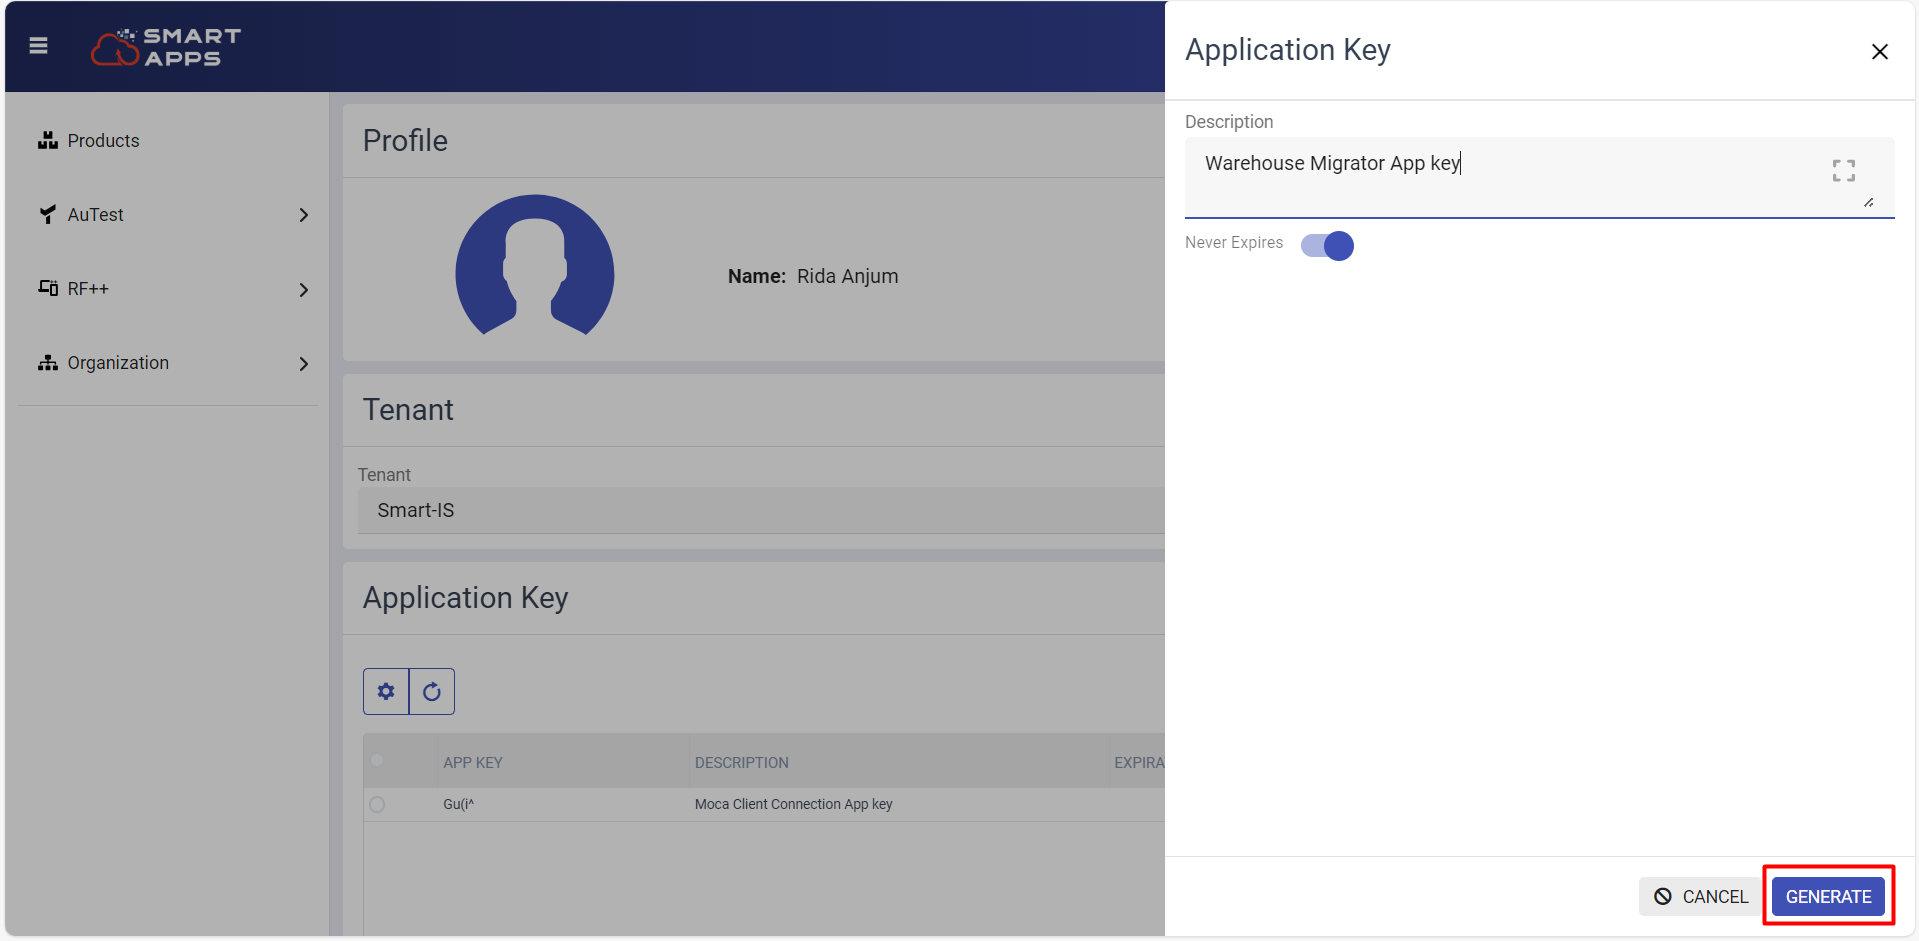 SMART
APPS
Products
AuTest
RF++
Organization
Profile
Name: Rida Anjum
Tenant
Tenant
Smart-IS
Application Key
APP KEY DESCRIPTION EXPIRA
Gu(i^ Moca Client Connection App key
Application Key
Description
Warehouse Migrator App key
Never Expires
CANCEL GENERATE